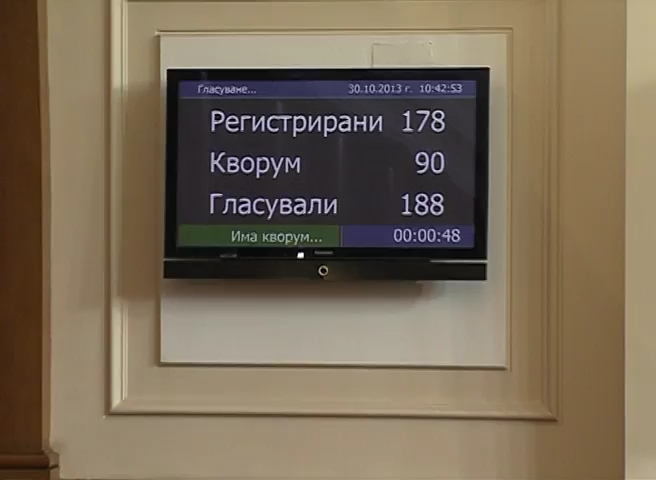 Гласуване... 30.10.2013 г. 10:42:53
Регистрирани 178
Кворум 90
Гласували 188
Има кворум... 00:00:48